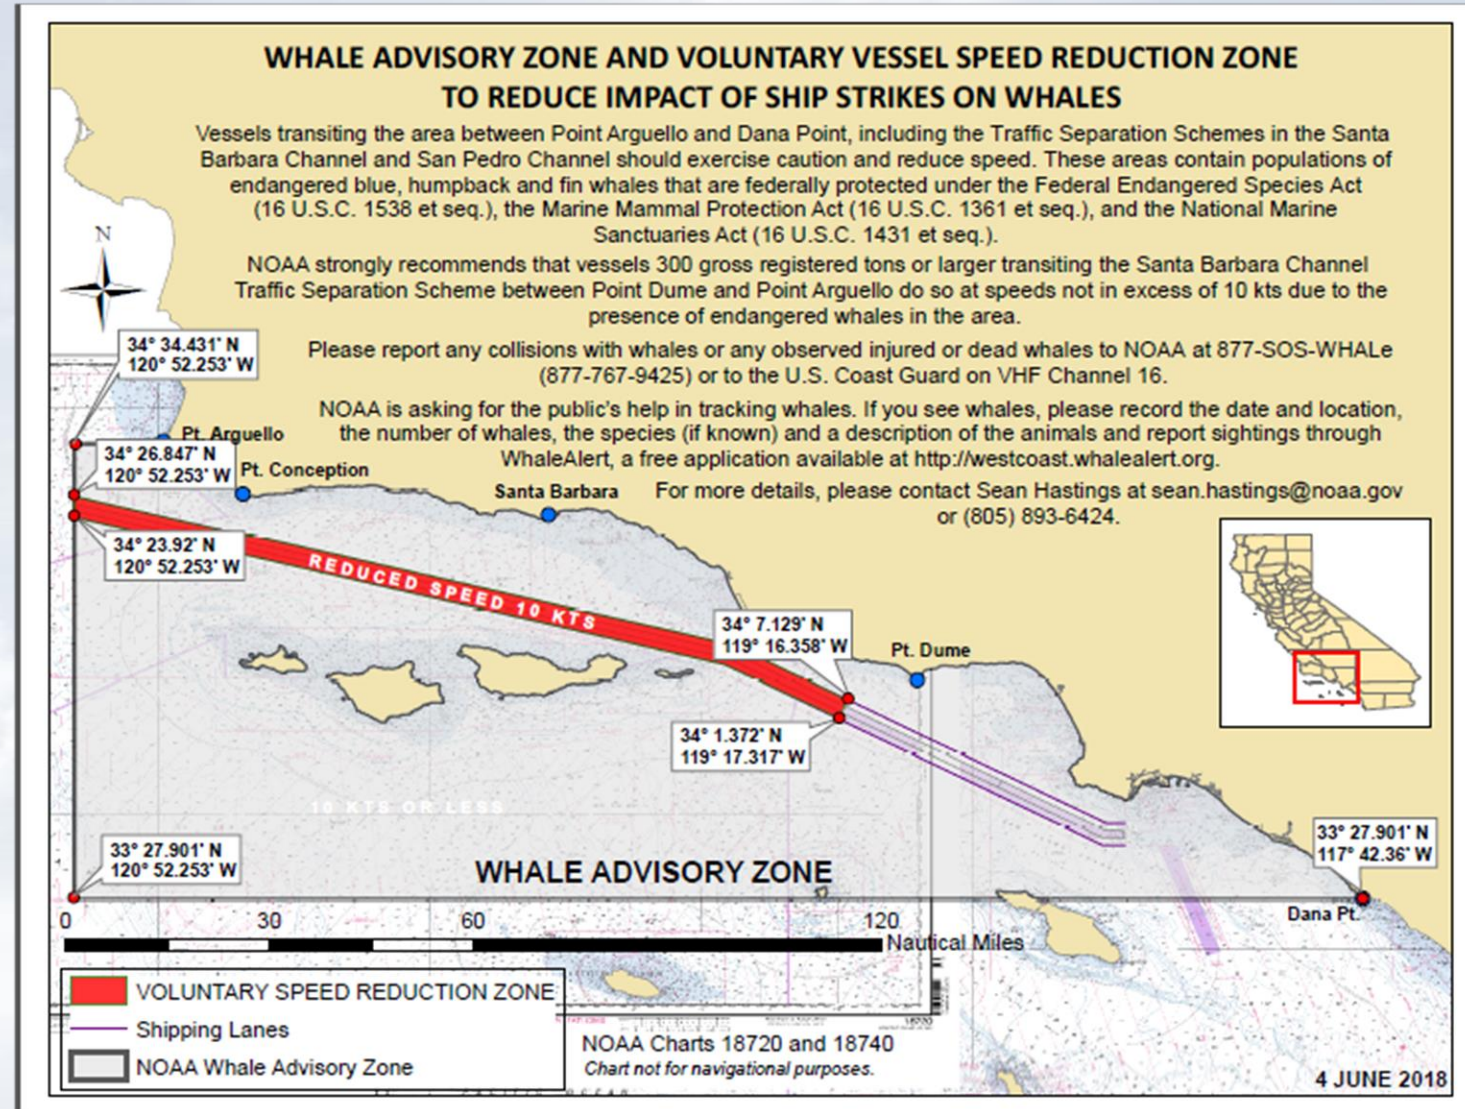 WHALE ADVISORY ZONE AND VOLUNTARY VESSEL SPEED REDUCTION ZONE
TO REDUCE IMPACT OF SHIP STRIKES ON WHALES
Vessels transiting the area between Point Arguello and Dana Point, including the Traffic Separation Schemes in the Santa
Barbara Channel and San Pedro Channel should exercise caution and reduce speed. These areas contain populations of
endangered blue, humpback and fin whales that are federally protected under the Federal Endangered Species Act
(16 U.S.C. 1538 et seq.), the Marine Mammal Protection Act (16 U.S.C. 1361 et seq.), and the National Marine
Sanctuaries Act (16 U.S.C. 1431 et seq.).
NOAA strongly recommends that vessels 300 gross registered tons or larger transiting the Santa Barbara Channel
Traffic Separation Scheme between Point Dume and Point Arguello do so at speeds not in excess of 10 kts due to the
presence of endangered whales in the area.
Please report any collisions with whales or any observed injured or dead whales to NOAA at 877-SOS-WHALe
(877-767-9425) or to the U.S. Coast Guard on VHF Channel 16.
NOAA is asking for the public's help in tracking whales. If you see whales, please record the date and location,
the number of whales, the species (if known) and a description of the animals and report sightings through
WhaleAlert, a free application available at http://westcoast.whalealert.org.
For more details, please contact Sean Hastings at sean.hastings@noaa.gov
or (805) 893-6424.
N
34° 34.431' N
120° 52.253' W
Pt. Arguello
34° 26.847' N
120° 52.253' W
Pt. Conception
Santa Barbara
34° 23.92' N
120° 52.253' W
REDUCED SPEED 10 KTS
34° 7.129' N
119° 16.358' W
Pt. Dume
34° 1.372' N
119° 17.317' W
10 KTS OR LESS
33° 27.901' N
120° 52.253' W
WHALE ADVISORY ZONE
33° 27.901' N
117° 42.36' W
Dana Pt.
0 30 60 120
Nautical Miles
VOLUNTARY SPEED REDUCTION ZONE
Shipping Lanes
NOAA Whale Advisory Zone
18720
NOAA Charts 18720 and 18740
Chart not for navigational purposes.
4 JUNE 2018